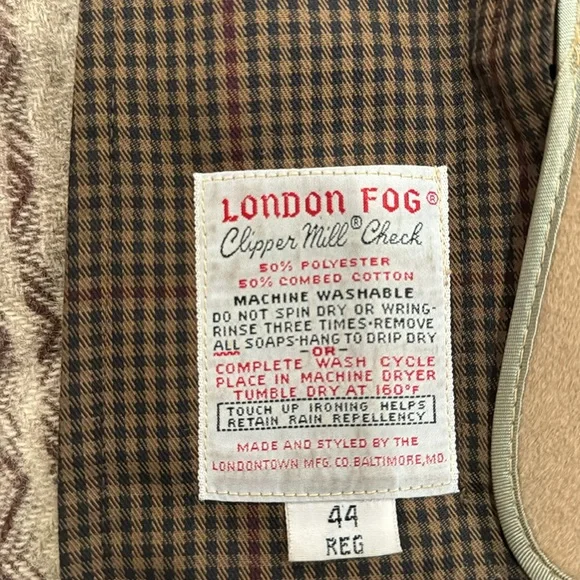 LONDON FOG®
Clipper Mill® Check
50% POLYESTER
50% COMBED COTTON
MACHINE WASHABLE
DO NOT SPIN DRY OR WRING-
RINSE THREE TIMES-REMOVE
ALL SOAPS-HANG TO DRIP DRY
-OR-
COMPLETE WASH CYCLE
PLACE IN MACHINE DRYER
TUMBLE DRY AT 160°F
TOUCH UP IRONING HELPS
RETAIN RAIN REPELLENCY
MADE AND STYLED BY THE
LONDONTOWN MFG. CO. BALTIMORE, MD.
44
REG